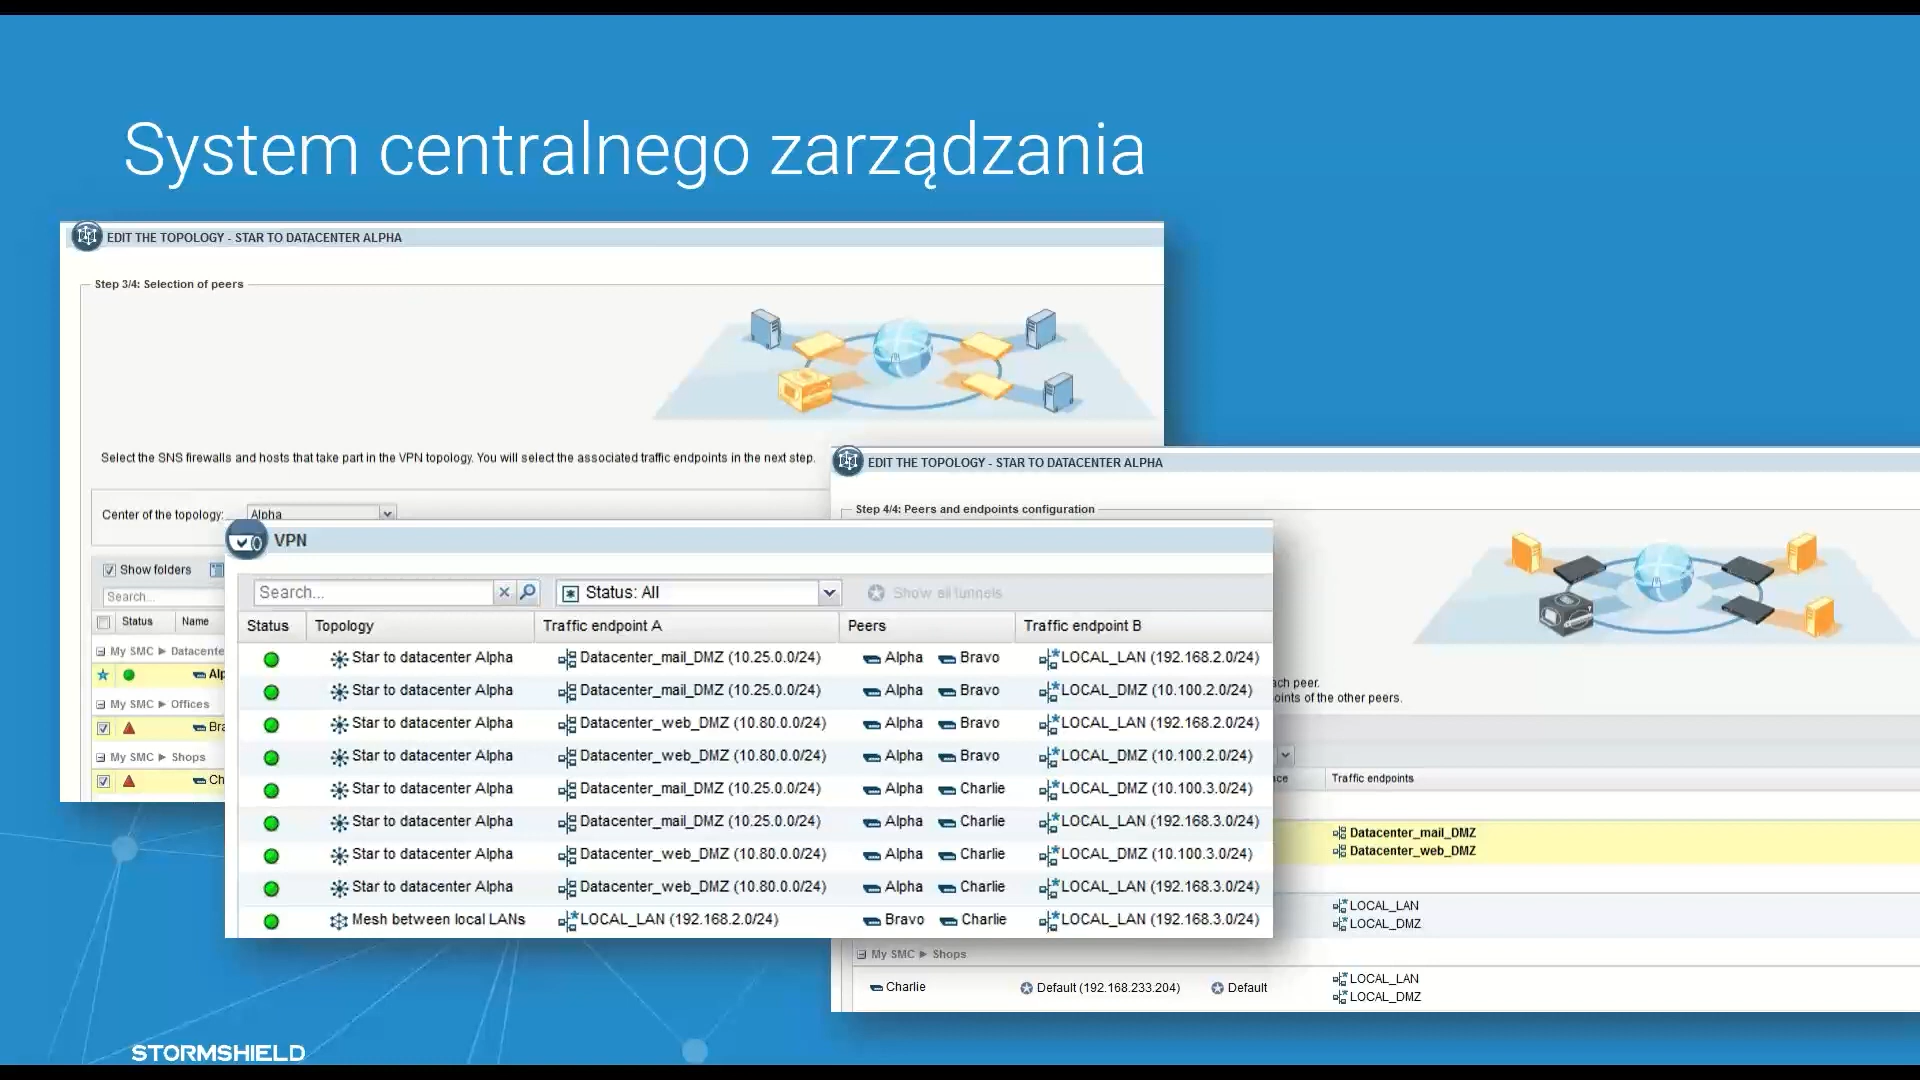 System centralnego zarządzania
EDIT THE TOPOLOGY - STAR TO DATACENTER ALPHA
Step 3/4: Selection of peers
Select the SNS firewalls and hosts that take part in the VPN topology. You will select the associated traffic endpoints in the next step.
Center of the topology: Alpha
Show folders
Search...
Status Name
My SMC ► Datacente
Alp
My SMC ► Offices
Bra
My SMC ► Shops
Ch
EDIT THE TOPOLOGY - STAR TO DATACENTER ALPHA
Step 4/4: Peers and endpoints configuration
ach peer.
oints of the other peers.
Traffic endpoints
Datacenter_mail_DMZ
Datacenter_web_DMZ
LOCAL_LAN
LOCAL_DMZ
My SMC ► Shops
Charlie Default (192.168.233.204) Default LOCAL_LAN
LOCAL_DMZ
VPN
Search... Status: All Show all tunnels
Status Topology Traffic endpoint A Peers Traffic endpoint B
Star to datacenter Alpha Datacenter_mail_DMZ (10.25.0.0/24) Alpha Bravo LOCAL_LAN (192.168.2.0/24)
Star to datacenter Alpha Datacenter_mail_DMZ (10.25.0.0/24) Alpha Bravo LOCAL_DMZ (10.100.2.0/24)
Star to datacenter Alpha Datacenter_web_DMZ (10.80.0.0/24) Alpha Bravo LOCAL_LAN (192.168.2.0/24)
Star to datacenter Alpha Datacenter_web_DMZ (10.80.0.0/24) Alpha Bravo LOCAL_DMZ (10.100.2.0/24)
Star to datacenter Alpha Datacenter_mail_DMZ (10.25.0.0/24) Alpha Charlie LOCAL_DMZ (10.100.3.0/24)
Star to datacenter Alpha Datacenter_mail_DMZ (10.25.0.0/24) Alpha Charlie LOCAL_LAN (192.168.3.0/24)
Star to datacenter Alpha Datacenter_web_DMZ (10.80.0.0/24) Alpha Charlie LOCAL_DMZ (10.100.3.0/24)
Star to datacenter Alpha Datacenter_web_DMZ (10.80.0.0/24) Alpha Charlie LOCAL_LAN (192.168.3.0/24)
Mesh between local LANs LOCAL_LAN (192.168.2.0/24) Bravo Charlie LOCAL_LAN (192.168.3.0/24)
STORMSHIELD